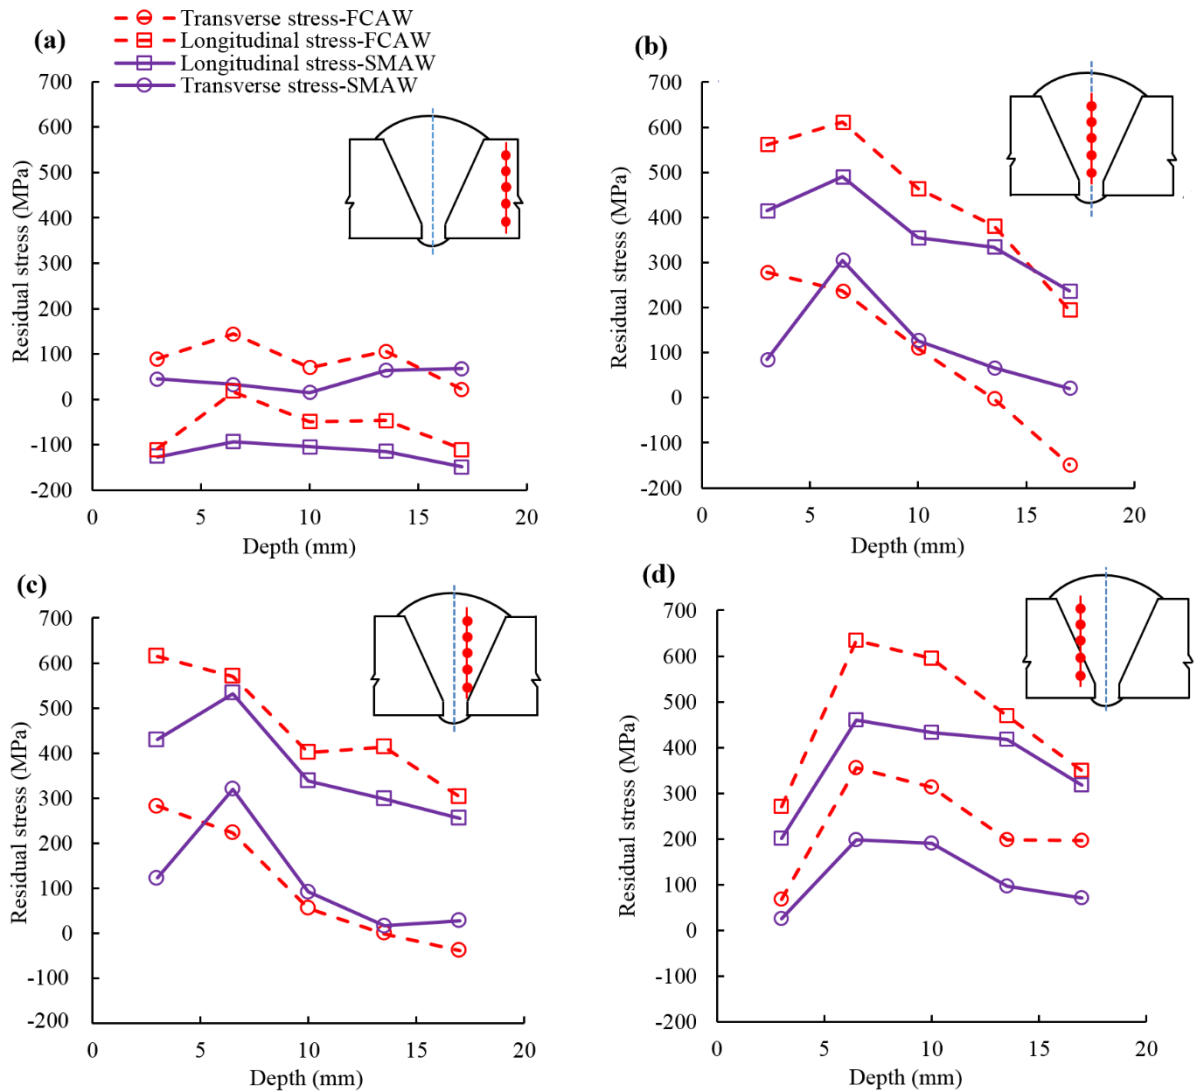 (a)
Transverse stress-FCAW
Longitudinal stress-FCAW
Longitudinal stress-SMAW
Transverse stress-SMAW
700
600
500
400
300
200
100
0
-100
-200
Residual stress (MPa)
0 5 10 15 20
Depth (mm)
(b)
700
600
500
400
300
200
100
0
-100
-200
Residual stress (MPa)
0 5 10 15 20
Depth (mm)
(c)
700
600
500
400
300
200
100
0
-100
-200
Residual stress (MPa)
0 5 10 15 20
Depth (mm)
(d)
700
600
500
400
300
200
100
0
-100
-200
Residual stress (MPa)
0 5 10 15 20
Depth (mm)